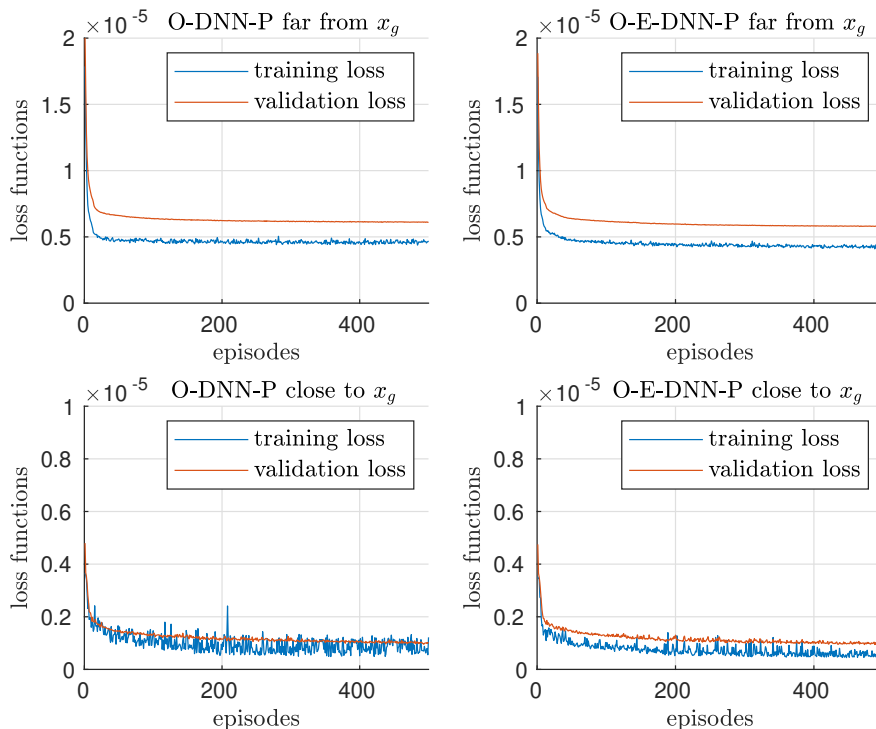 ×10 -5
O-DNN-P far from x_g
2
1.5
1
0.5
0
loss functions
training loss
validation loss
0
200
400
episodes
×10 -5
O-E-DNN-P far from x_g
2
1.5
1
0.5
0
loss functions
training loss
validation loss
0
200
400
episodes
×10 -5
O-DNN-P close to x_g
1
0.8
0.6
0.4
0.2
0
loss functions
training loss
validation loss
0
200
400
episodes
×10 -5
O-E-DNN-P close to x_g
1
0.8
0.6
0.4
0.2
0
loss functions
training loss
validation loss
0
200
400
episodes